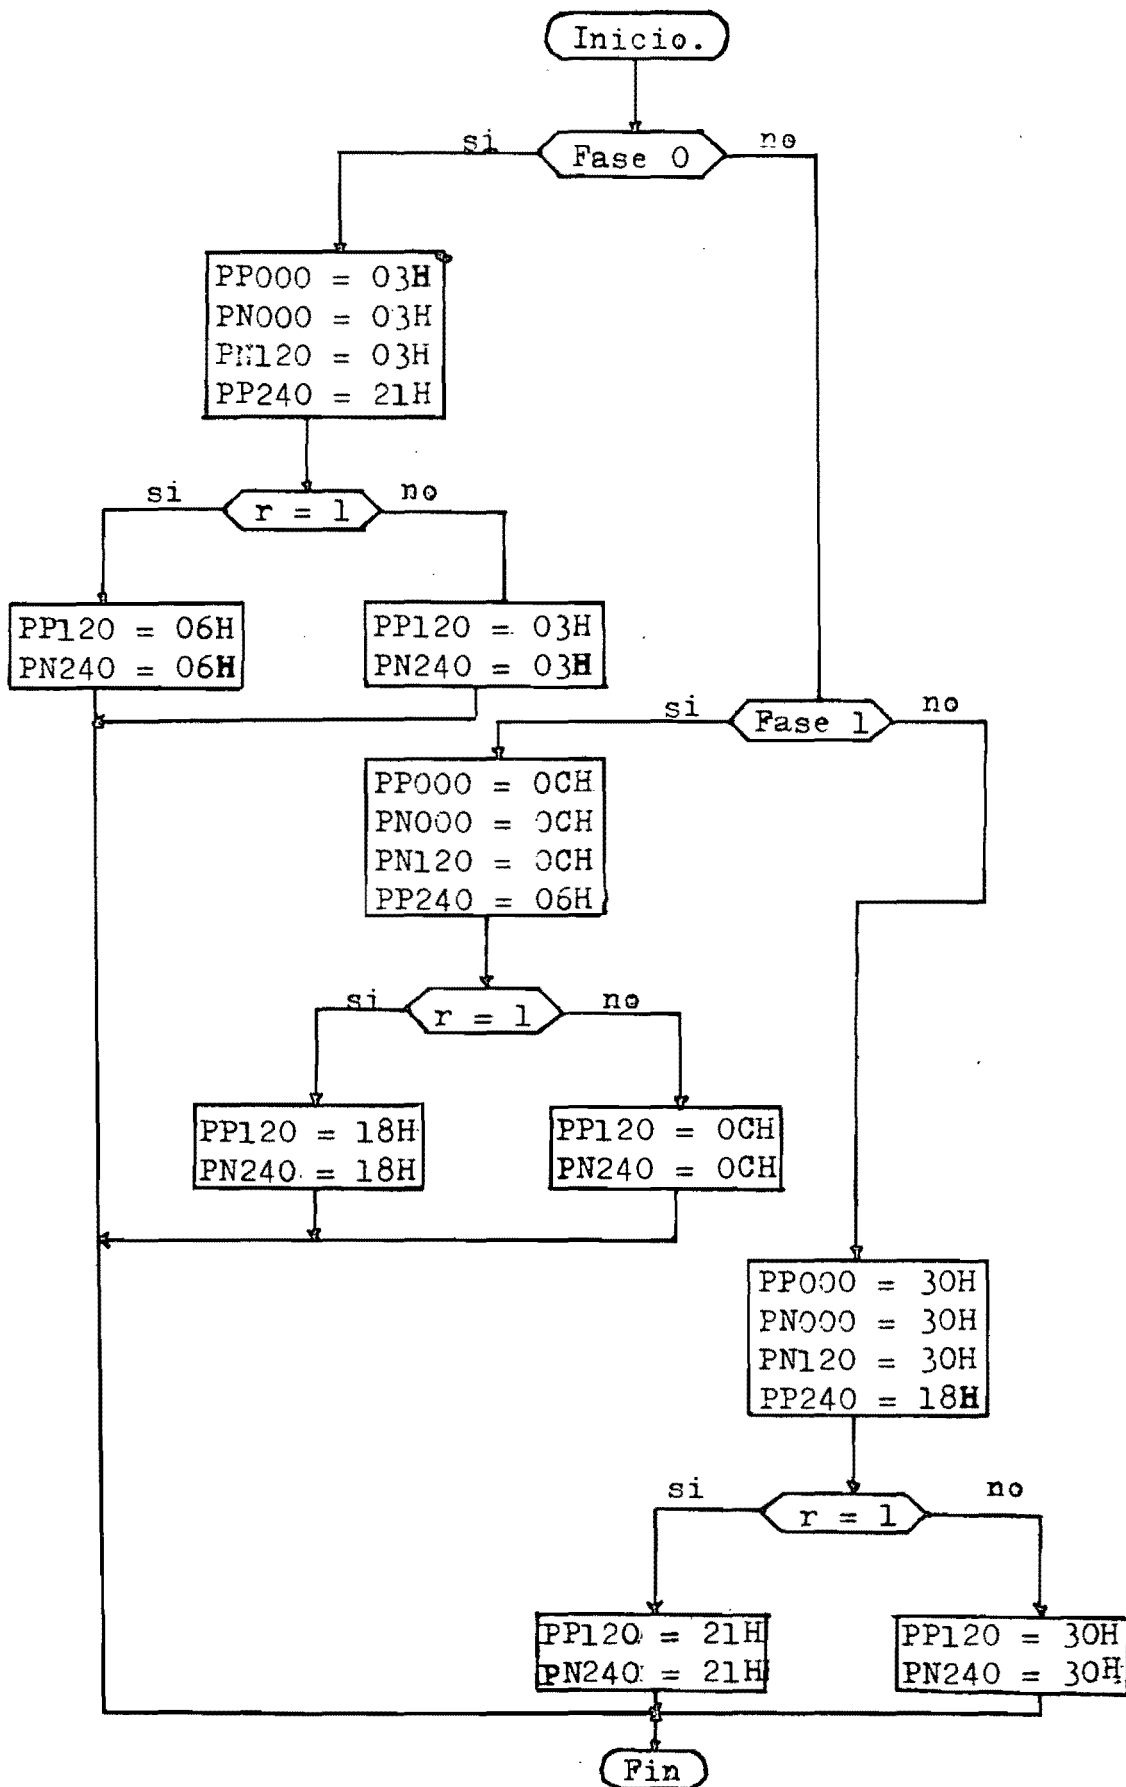 Inicio.
si
Fase 0
no
PP000 = 03H
PN000 = 03H
PN120 = 03H
PP240 = 21H
si
r = 1
no
PP120 = 06H
PN240 = 06H
PP120 = 03H
PN240 = 03H
si
Fase 1
no
PP000 = 0CH
PN000 = 0CH
PN120 = 0CH
PP240 = 06H
si
r = 1
no
PP120 = 18H
PN240 = 18H
PP120 = 0CH
PN240 = 0CH
PP000 = 30H
PN000 = 30H
PN120 = 30H
PP240 = 18H
si
r = 1
no
PP120 = 21H
PN240 = 21H
PP120 = 30H
PN240 = 30H
Fin